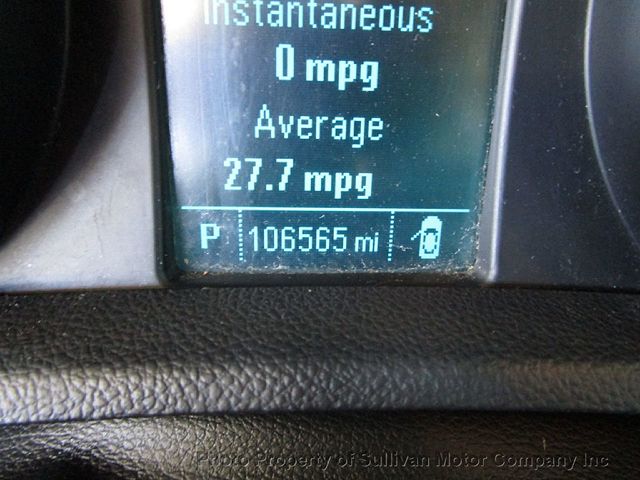 Instantaneous
0 mpg
Average
27.7 mpg
P 106565 mi
Photo Property of Sullivan Motor Company Inc